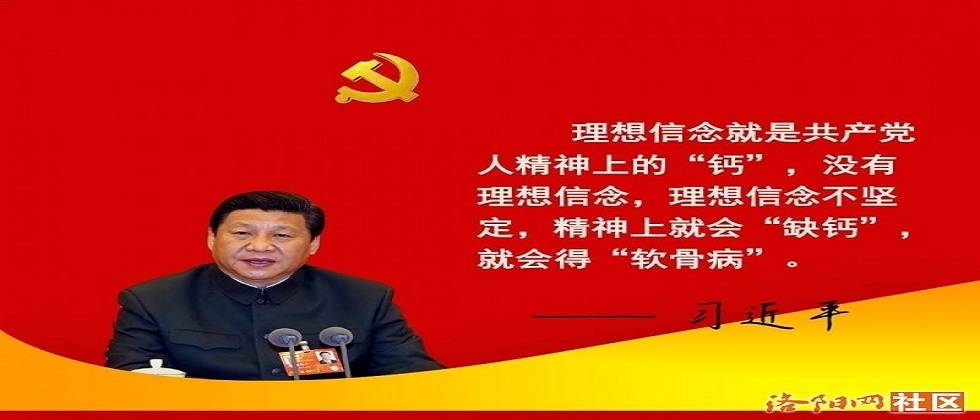 理想信念就是共产党
人精神上的“钙”，没有
理想信念，理想信念不坚
定，精神上就会“缺钙”，
就会得“软骨病”。
——习近平
洛阳网社区